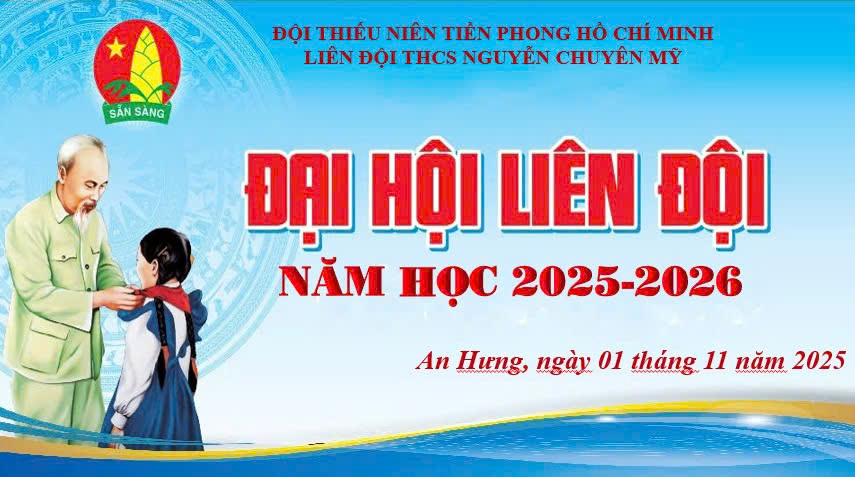 ĐỘI THIẾU NIÊN TIỀN PHONG HỒ CHÍ MINH
LIÊN ĐỘI THCS NGUYỄN CHUYÊN MỸ
SẴN SÀNG
ĐẠI HỘI LIÊN ĐỘI
NĂM HỌC 2025-2026
An Hưng, ngày 01 tháng 11 năm 2025